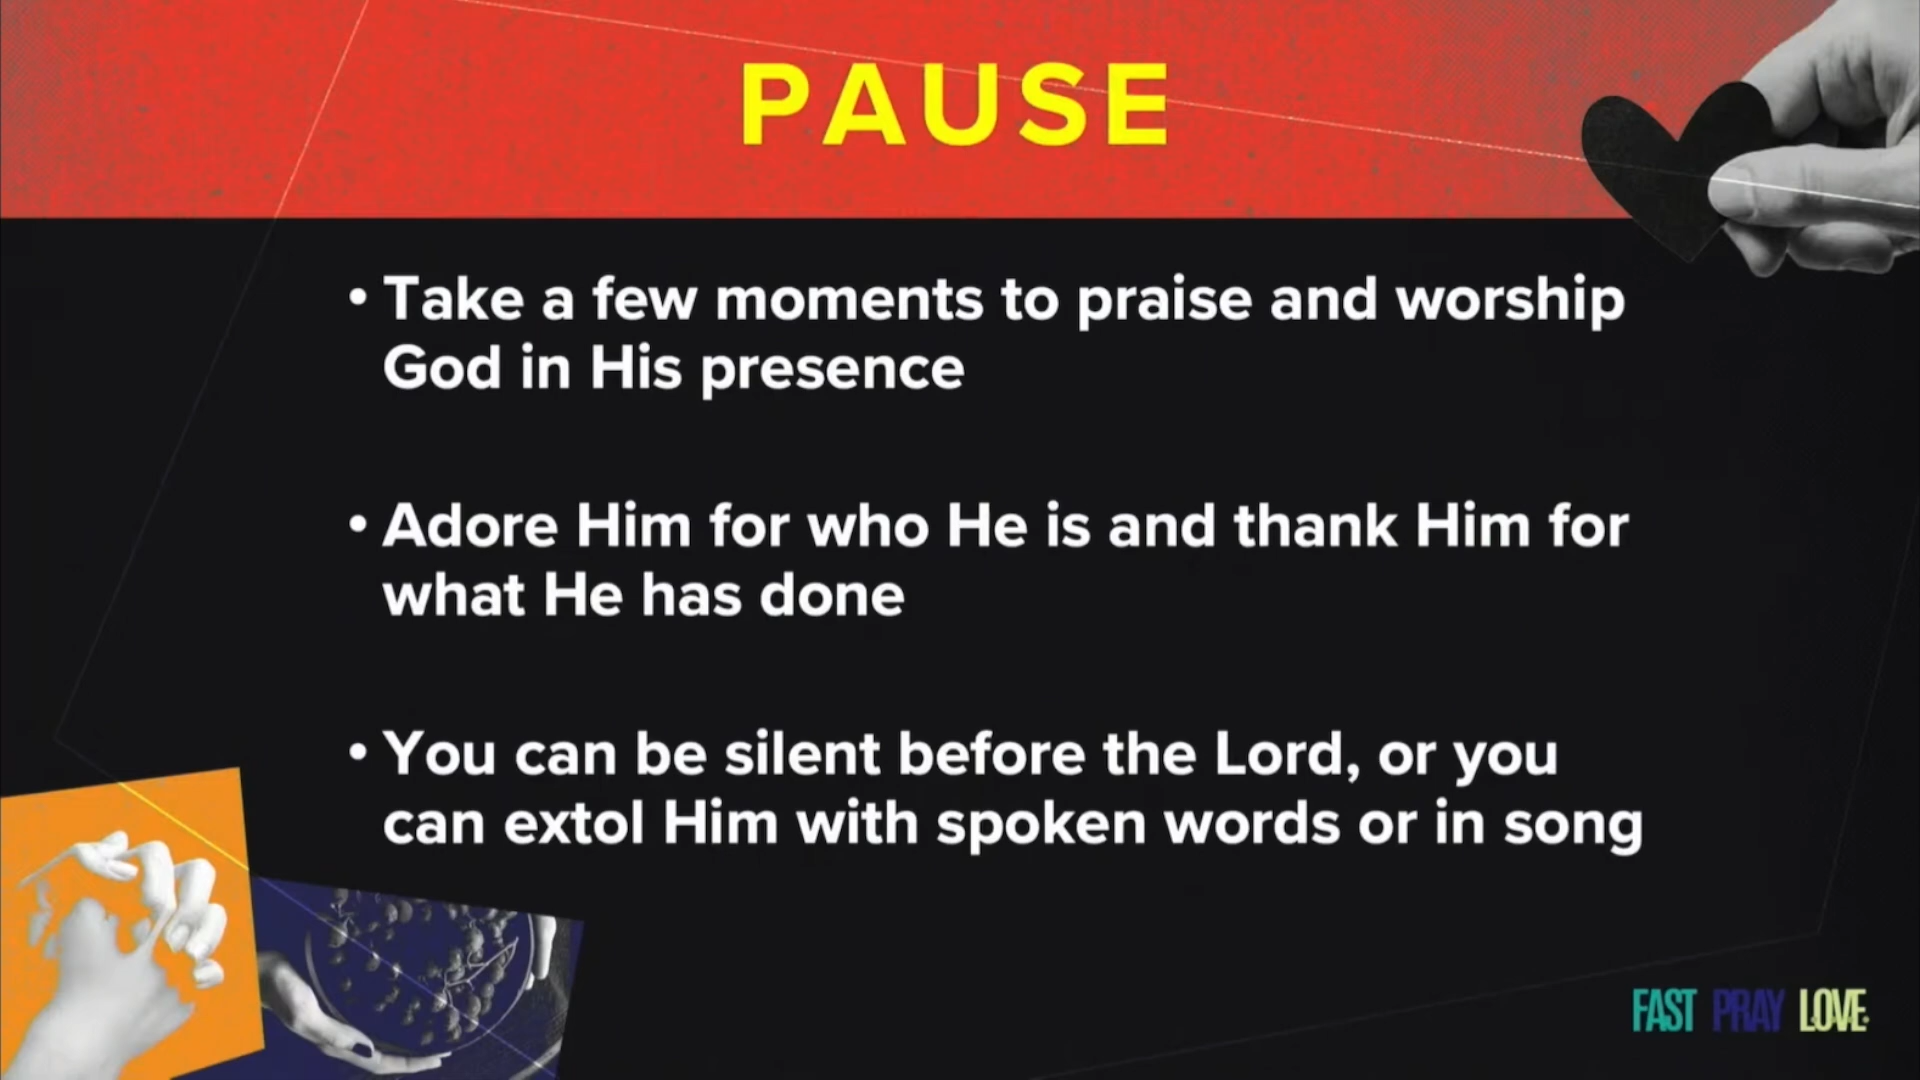 PAUSE
• Take a few moments to praise and worship
God in His presence
• Adore Him for who He is and thank Him for
what He has done
• You can be silent before the Lord, or you
can extol Him with spoken words or in song
FAST PRAY LOVE